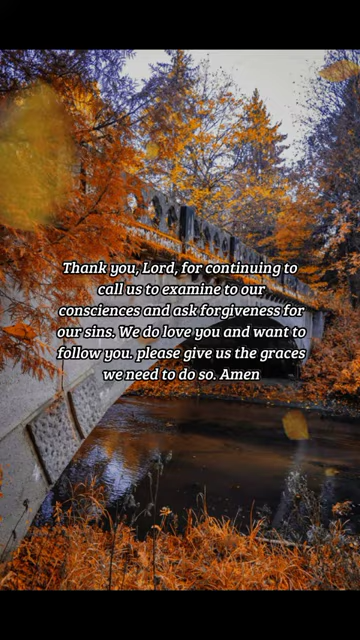 Thank you, Lord, for continuing to
call us to examine to our
consciences and ask forgiveness for
our sins. We do love you and want to
follow you. please give us the graces
we need to do so. Amen